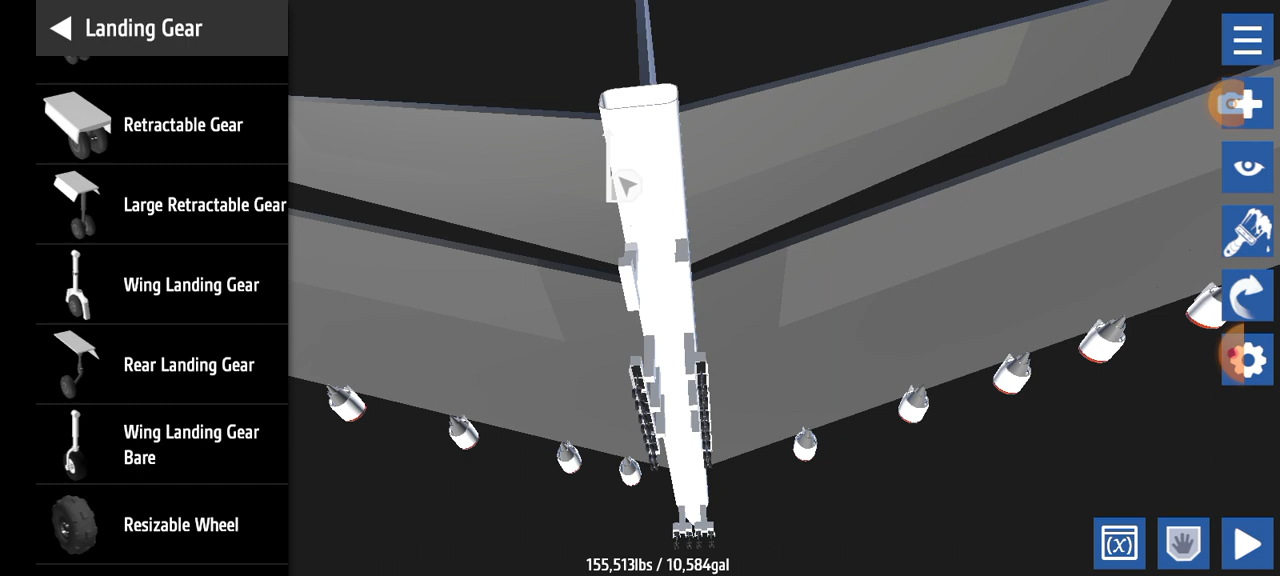 Landing Gear
Retractable Gear
Large Retractable Gear
Wing Landing Gear
Rear Landing Gear
Wing Landing Gear
Bare
Resizable Wheel
(x)
155,513lbs / 10,584gal